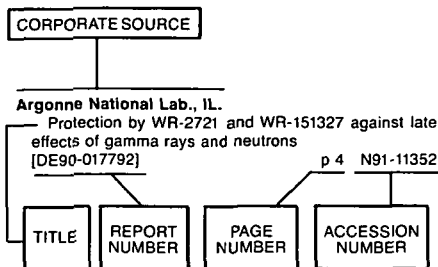 CORPORATE SOURCE
Argonne National Lab., IL.
Protection by WR-2721 and WR-151327 against late
effects of gamma rays and neutrons
[DE90-017792] p 4 N91-11352
TITLE REPORT NUMBER PAGE NUMBER ACCESSION NUMBER